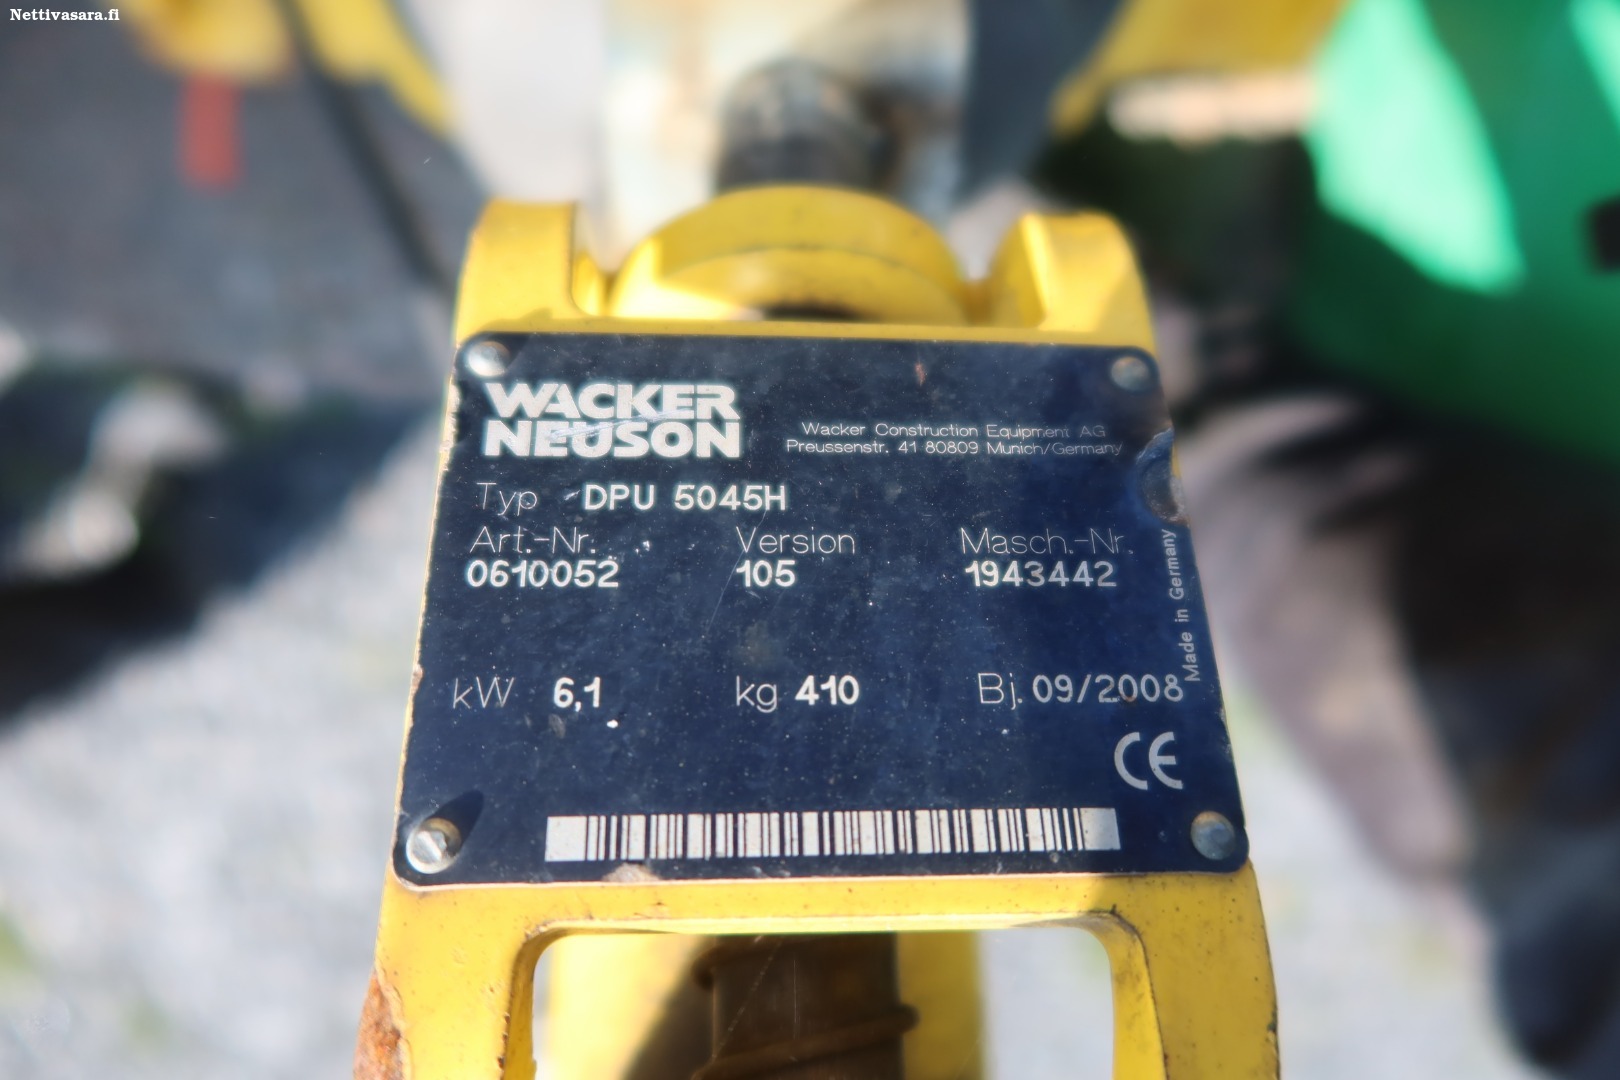 Nettivasara.fi
WACKER
NEUSON
Wacker Construction Equipment AG
Preussenstr. 41 80809 Munich/Germany
Typ DPU 5045H
Art.-Nr. Version Masch.-Nr.
0610052 105 1943442
Made in Germany
kW 6,1 kg 410 Bj. 09/2008
CE